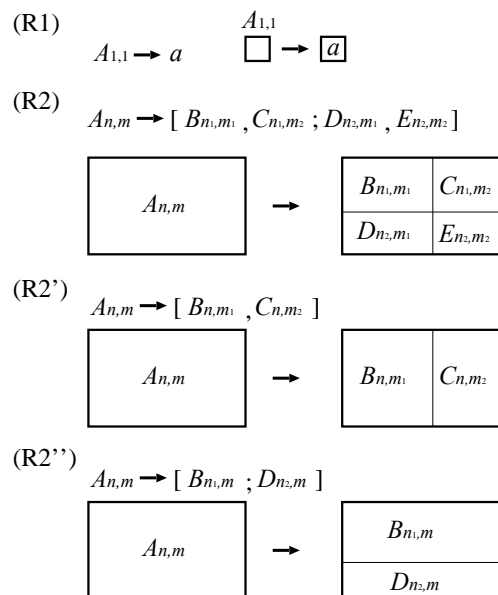 (R1)
A1,1 → a
A1,1
→ a
(R2)
An,m → [ Bn1,m1 , Cn1,m2 ; Dn2,m1 , En2,m2 ]
An,m → Bn1,m1 Cn1,m2
Dn2,m1 En2,m2
(R2')
An,m → [ Bn,m1 , Cn,m2 ]
An,m → Bn,m1 Cn,m2
(R2'')
An,m → [ Bn1,m ; Dn2,m ]
An,m → Bn1,m
Dn2,m